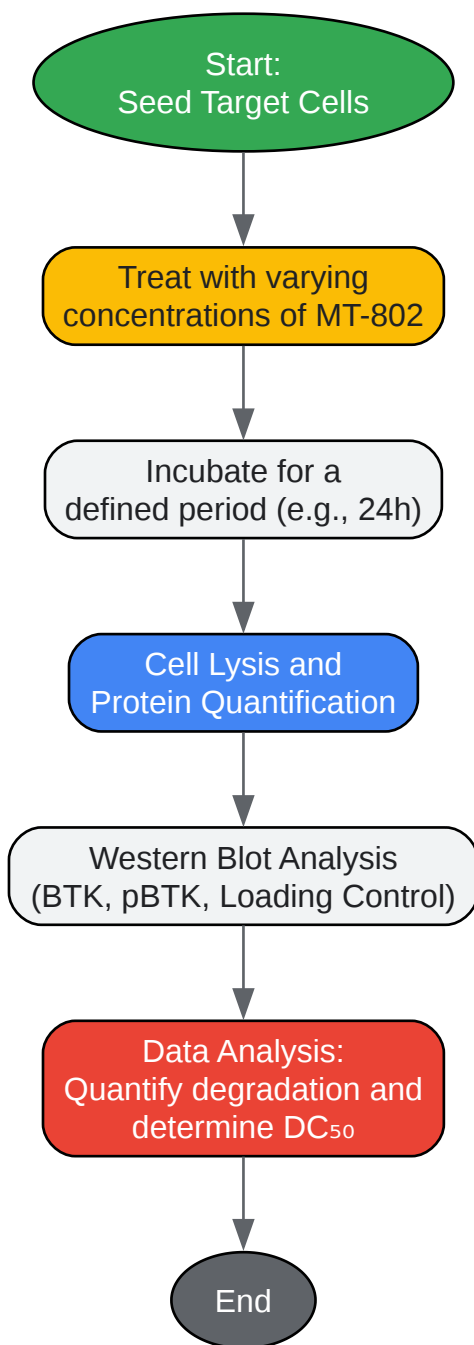 Start:
Seed Target Cells
Treat with varying
concentrations of MT-802
Incubate for a
defined period (e.g., 24h)
Cell Lysis and
Protein Quantification
Western Blot Analysis
(BTK, pBTK, Loading Control)
Data Analysis:
Quantify degradation and
determine DC₅₀
End